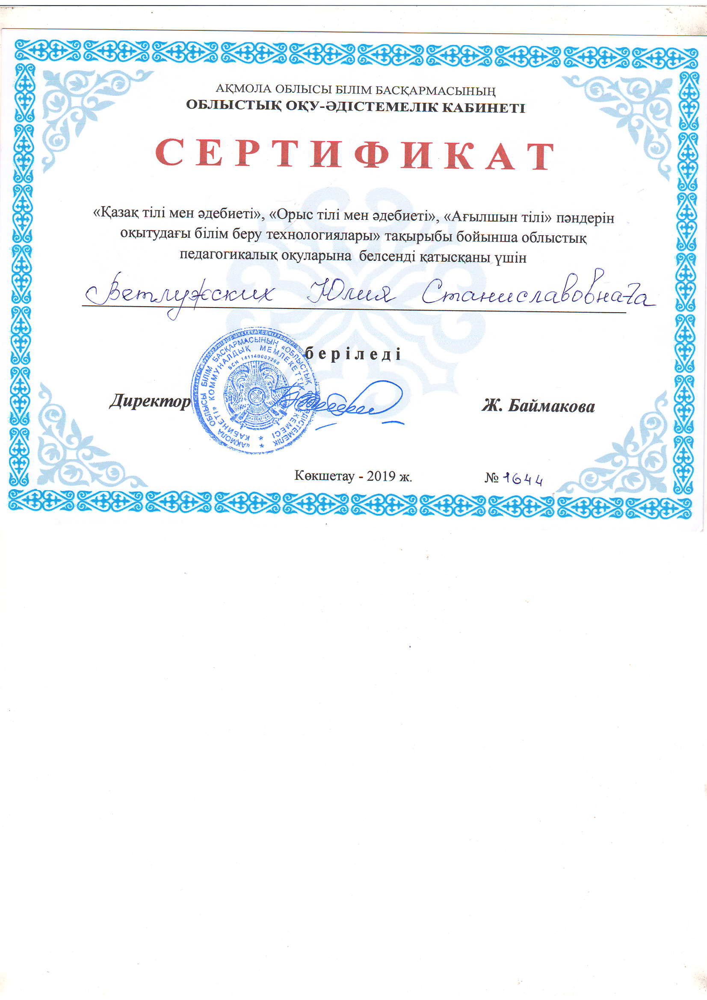 АҚМОЛА ОБЛЫСЫ БІЛІМ БАСҚАРМАСЫНЫҢ
ОБЛЫСТЫҚ ОҚУ-ӘДІСТЕМЕЛІК КАБИНЕТІ
СЕРТИФИКАТ
«Қазақ тілі мен әдебиеті», «Орыс тілі мен әдебиеті», «Ағылшын тілі» пәндерін
оқытудағы білім беру технологиялары» тақырыбы бойынша облыстық
педагогикалық оқуларына белсенді қатысқаны үшін
Ветлужских Юлия Станиславовнаға
беріледі
«АҚМОЛА ОБЛЫСЫ БІЛІМ БАСҚАРМАСЫНЫҢ «ОБЛЫСТЫҚ ӘДІСТЕМЕЛІК
КАБИНЕТІ» КОММУНАЛДЫҚ МЕМЛЕКЕТТІК МЕКЕМЕСІ
БСН 141140002268
Директор Ж. Баймакова
Көкшетау - 2019 ж. № 1644